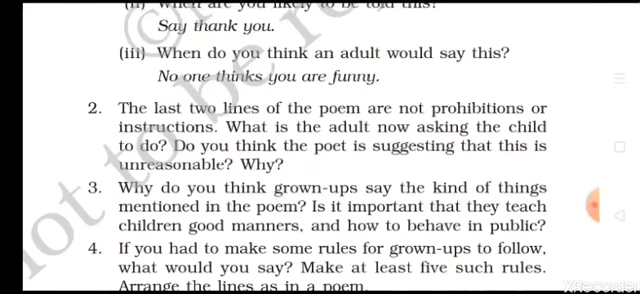 (ii) When are you likely to be told this?
Say thank you.
(iii) When do you think an adult would say this?
No one thinks you are funny.
2. The last two lines of the poem are not prohibitions or
instructions. What is the adult now asking the child
to do? Do you think the poet is suggesting that this is
unreasonable? Why?
3. Why do you think grown-ups say the kind of things
mentioned in the poem? Is it important that they teach
children good manners, and how to behave in public?
4. If you had to make some rules for grown-ups to follow,
what would you say? Make at least five such rules.
Arrange the lines as in a poem.
©
not to be re
XRecorder